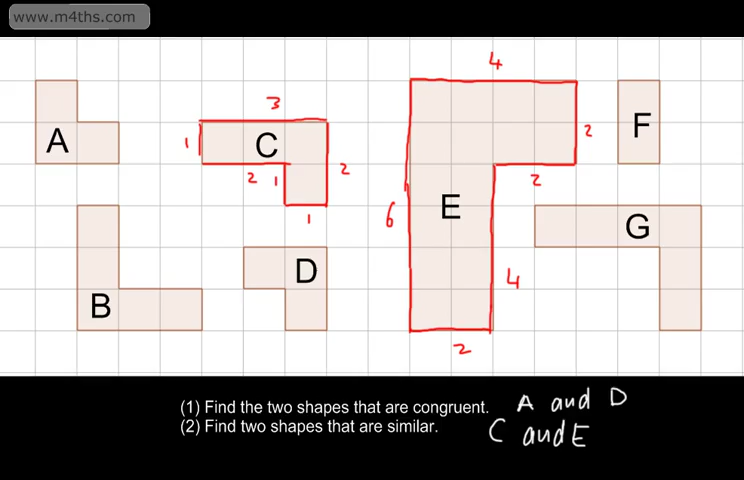 www.m4ths.com
4
3
A
1
C
2
F
2
2
1
2
1
E
6
G
D
4
B
2
(1) Find the two shapes that are congruent. A and D
(2) Find two shapes that are similar. C and E